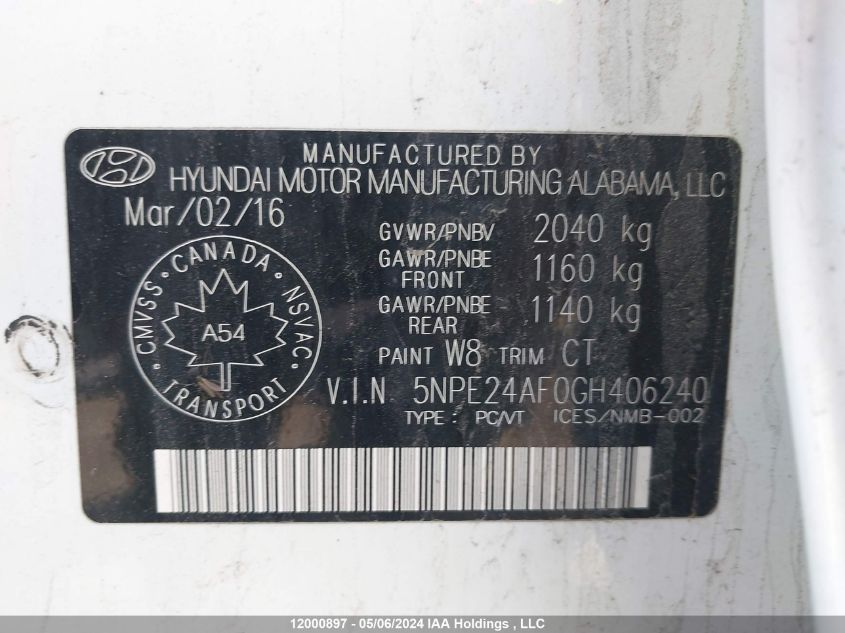 MANUFACTURED BY
HYUNDAI MOTOR MANUFACTURING ALABAMA, LLC
Mar/02/16
GVWR/PNBV 2040 kg
GAWR/PNBE FRONT 1160 kg
GAWR/PNBE REAR 1140 kg
PAINT W8 TRIM CT
CANADA
CMVSS NSVAC
A54
TRANSPORT
V.I.N 5NPE24AF0GH406240
TYPE: PC/VT ICES/NMB-002
12000897 - 05/06/2024 IAA Holdings , LLC